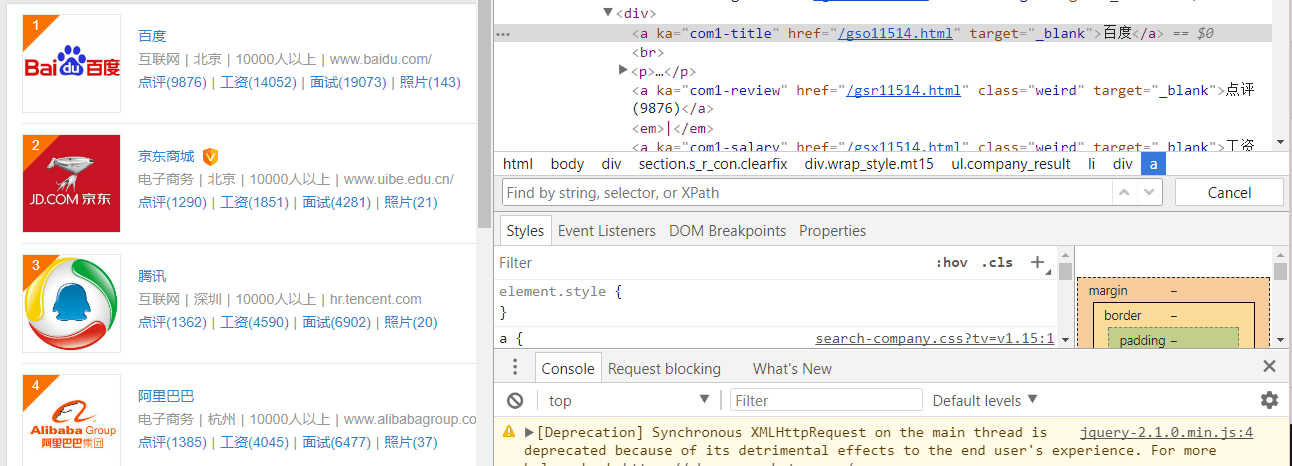 1
Bai du 百度
百度
互联网 | 北京 | 10000人以上 | www.baidu.com/
点评(9876) | 工资(14052) | 面试(19073) | 照片(143)
2
JD.COM 京东
京东商城
电子商务 | 北京 | 10000人以上 | www.uibe.edu.cn/
点评(1290) | 工资(1851) | 面试(4281) | 照片(21)
3
腾讯
互联网 | 深圳 | 10000人以上 | hr.tencent.com
点评(1362) | 工资(4590) | 面试(6902) | 照片(20)
4
Alibaba Group
阿里巴巴集团
阿里巴巴
电子商务 | 杭州 | 10000人以上 | www.alibabagroup.co
点评(1385) | 工资(4045) | 面试(6477) | 照片(37)
▼<div>
… <a ka="com1-title" href="/gso11514.html" target="_blank">百度</a> == $0
<br>
▶<p>…</p>
<a ka="com1-review" href="/gsr11514.html" class="weird" target="_blank">点评
(9876)</a>
<em>|</em>
<a ka="com1-salary" href="/gsx11514.html" class="weird" target="_blank">工资
html body div section.s_r_con.clearfix div.wrap_style.mt15 ul.company_result li div a
Find by string, selector, or XPath Cancel
Styles Event Listeners DOM Breakpoints Properties
Filter :hov .cls +
element.style {
}
a { search-company.css?tv=v1.15:1
margin –
border –
padding –
Console Request blocking What's New
top ▼ Filter Default levels ▼
▶[Deprecation] Synchronous XMLHttpRequest on the main thread is jquery-2.1.0.min.js:4
deprecated because of its detrimental effects to the end user's experience. For more